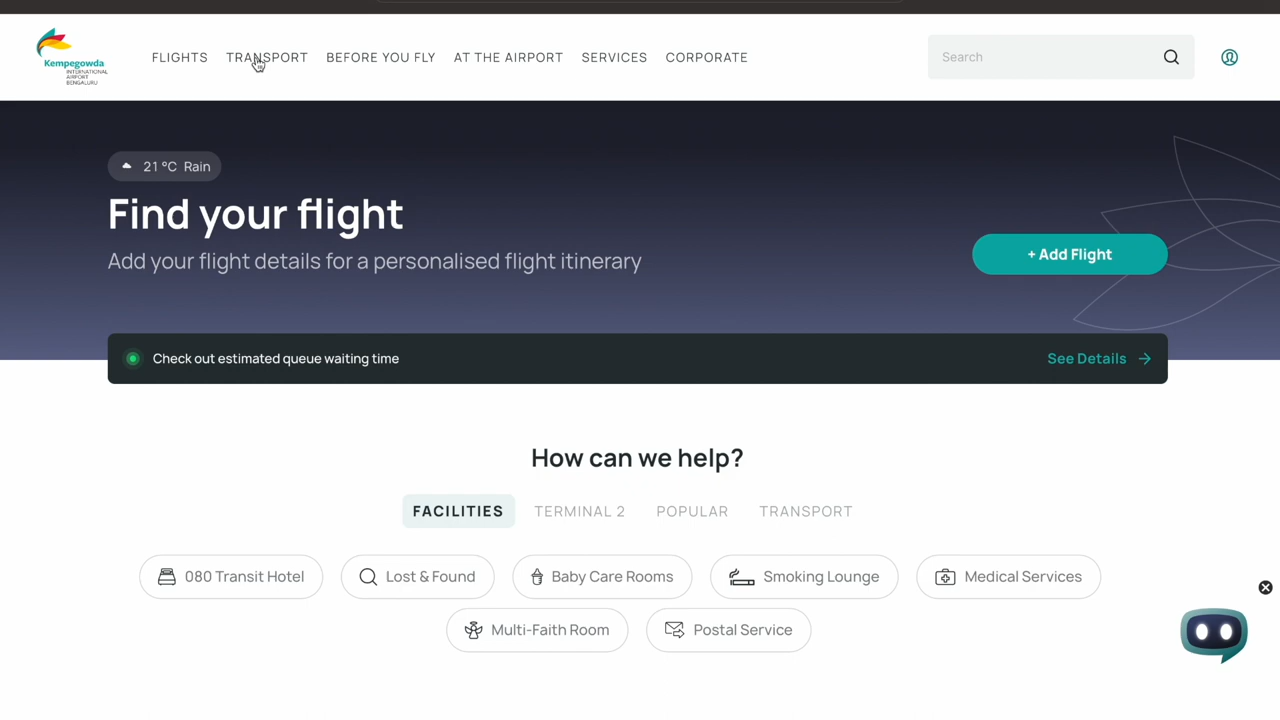 Kempegowda
INTERNATIONAL
AIRPORT
BENGALURU
FLIGHTS
TRANSPORT
BEFORE YOU FLY
AT THE AIRPORT
SERVICES
CORPORATE
Search
21 °C Rain
Find your flight
Add your flight details for a personalised flight itinerary
+ Add Flight
Check out estimated queue waiting time
See Details
How can we help?
FACILITIES
TERMINAL 2
POPULAR
TRANSPORT
080 Transit Hotel
Lost & Found
Baby Care Rooms
Smoking Lounge
Medical Services
Multi-Faith Room
Postal Service